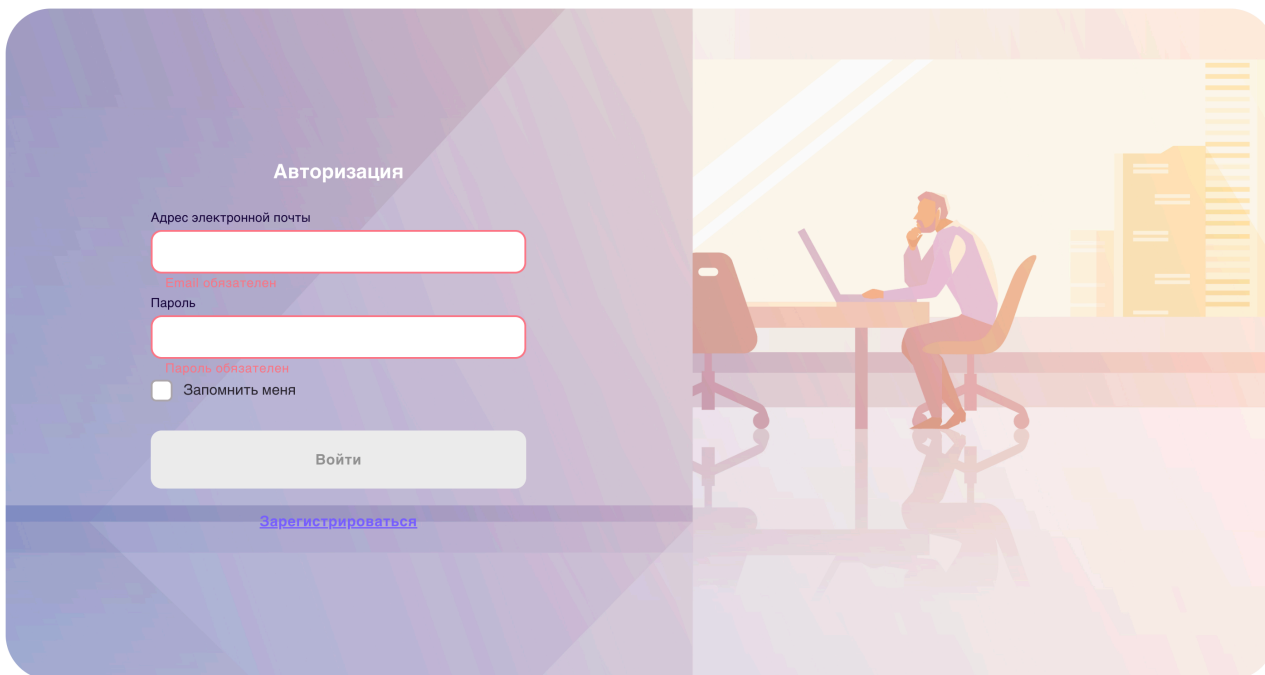 Авторизация
Адрес электронной почты
Email обязателен
Пароль
Пароль обязателен
Запомнить меня
Войти
Зарегистрироваться